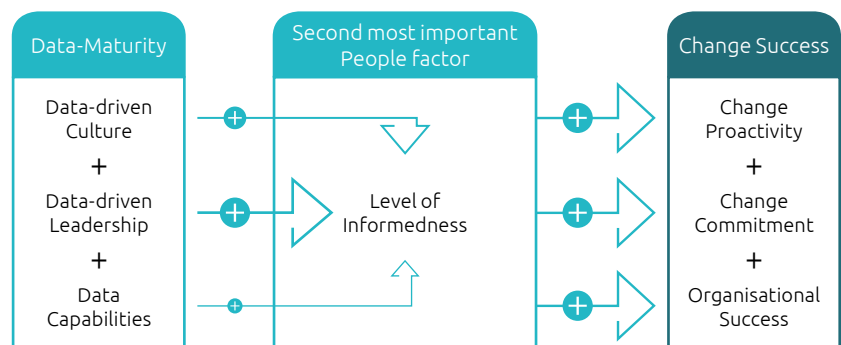 Data-Maturity
Data-driven
Culture
+
Data-driven
Leadership
+
Data
Capabilities
Second most important
People factor
Level of
Informedness
Change Success
Change
Proactivity
+
Change
Commitment
+
Organisational
Success